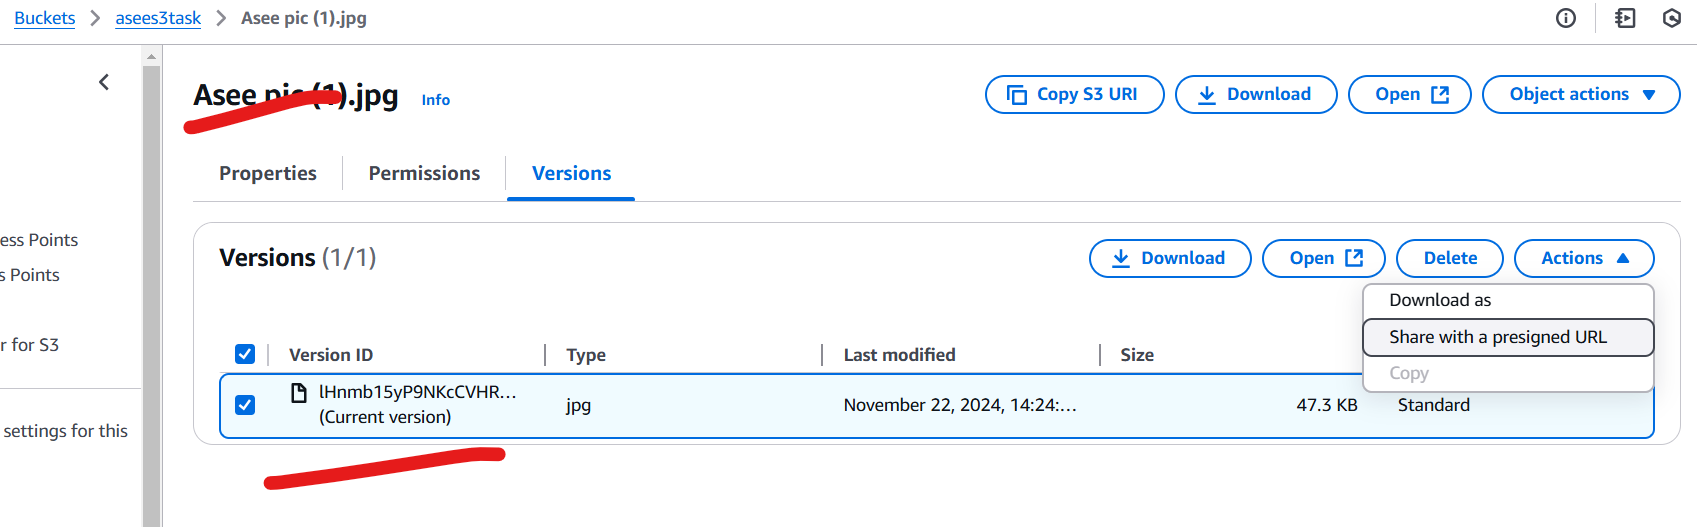 Buckets > asees3task > Asee pic (1).jpg
Asee pic (1).jpg Info
Copy S3 URI Download Open Object actions
Properties Permissions Versions
ess Points
s Points
r for S3
settings for this
Versions (1/1)
Download Open Delete Actions
Download as
Share with a presigned URL
Copy
Version ID Type Last modified Size
lHnmb15yP9NKcCVHR... jpg November 22, 2024, 14:24:... 47.3 KB Standard
(Current version)